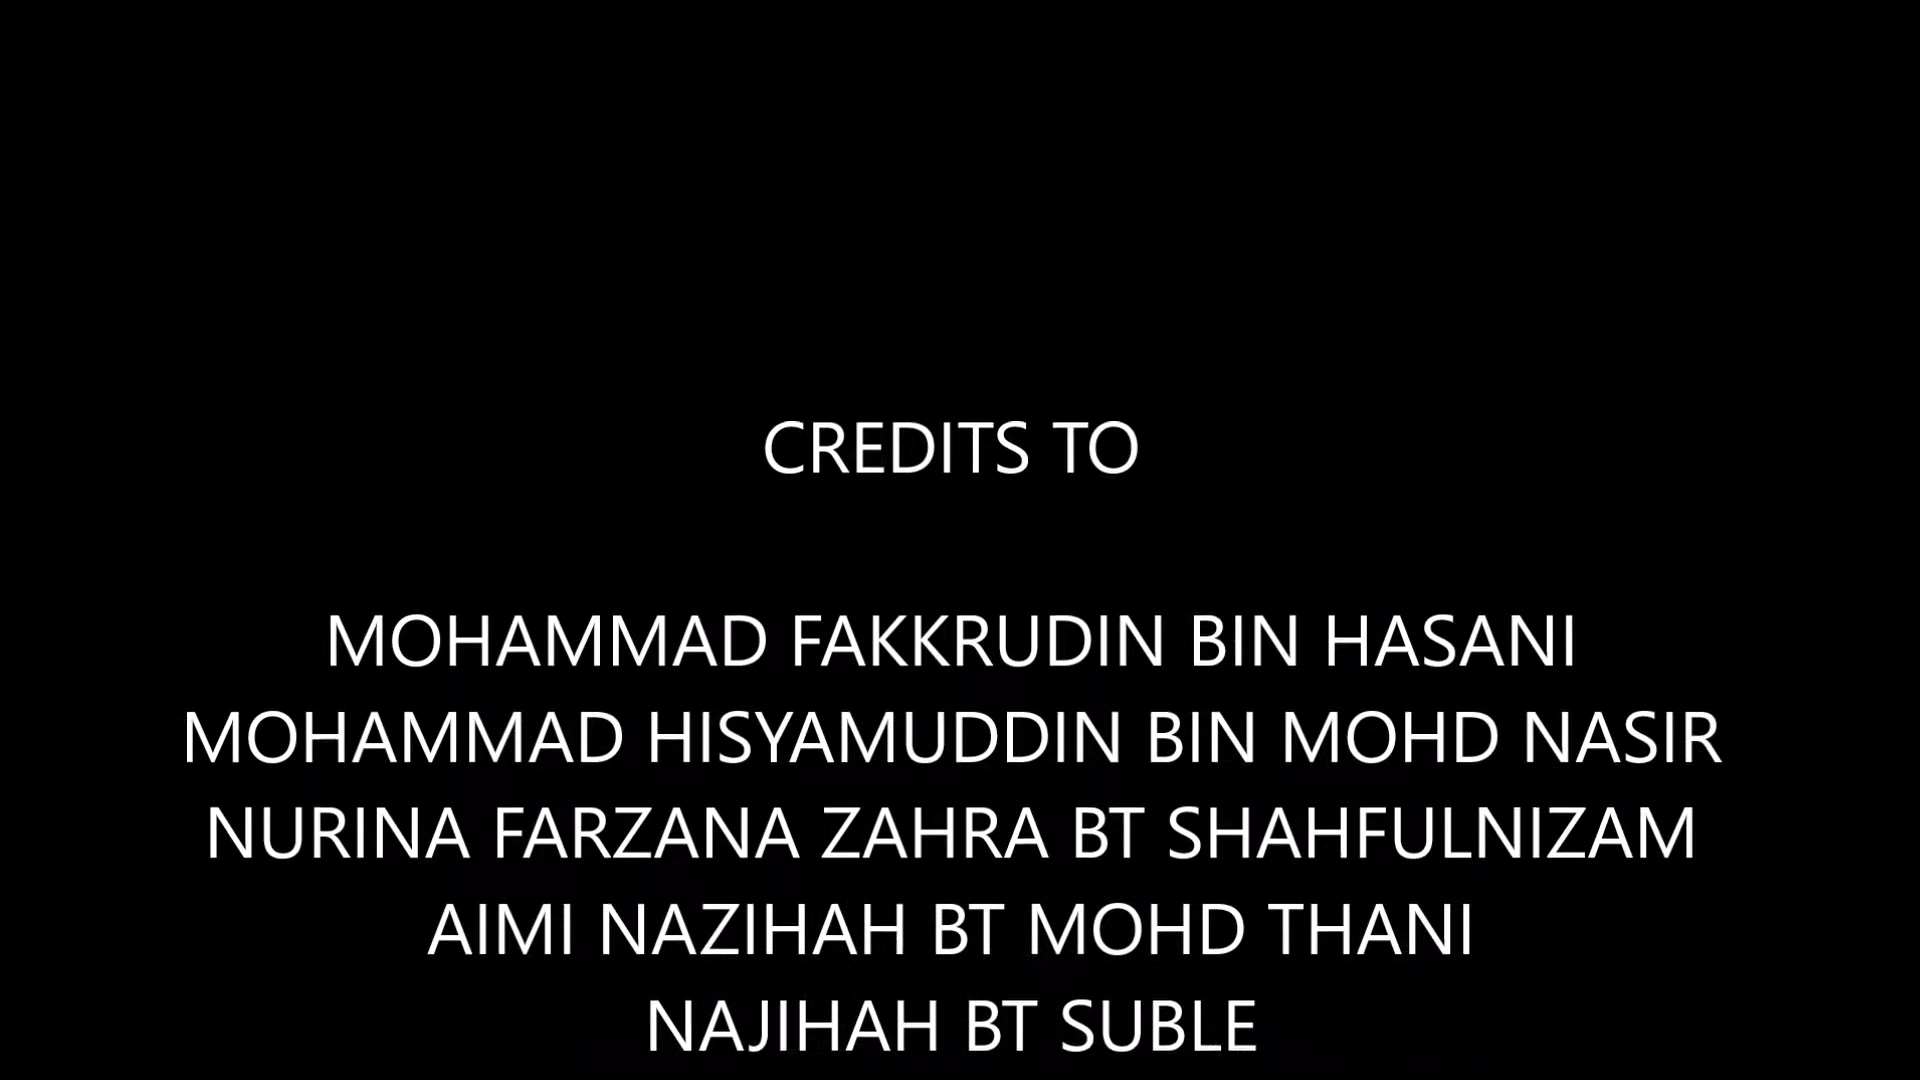 CREDITS TO
MOHAMMAD FAKKRUDIN BIN HASANI
MOHAMMAD HISYAMUDDIN BIN MOHD NASIR
NURINA FARZANA ZAHRA BT SHAHFULNIZAM
AIMI NAZIHAH BT MOHD THANI
NAJIHAH BT SUBLE